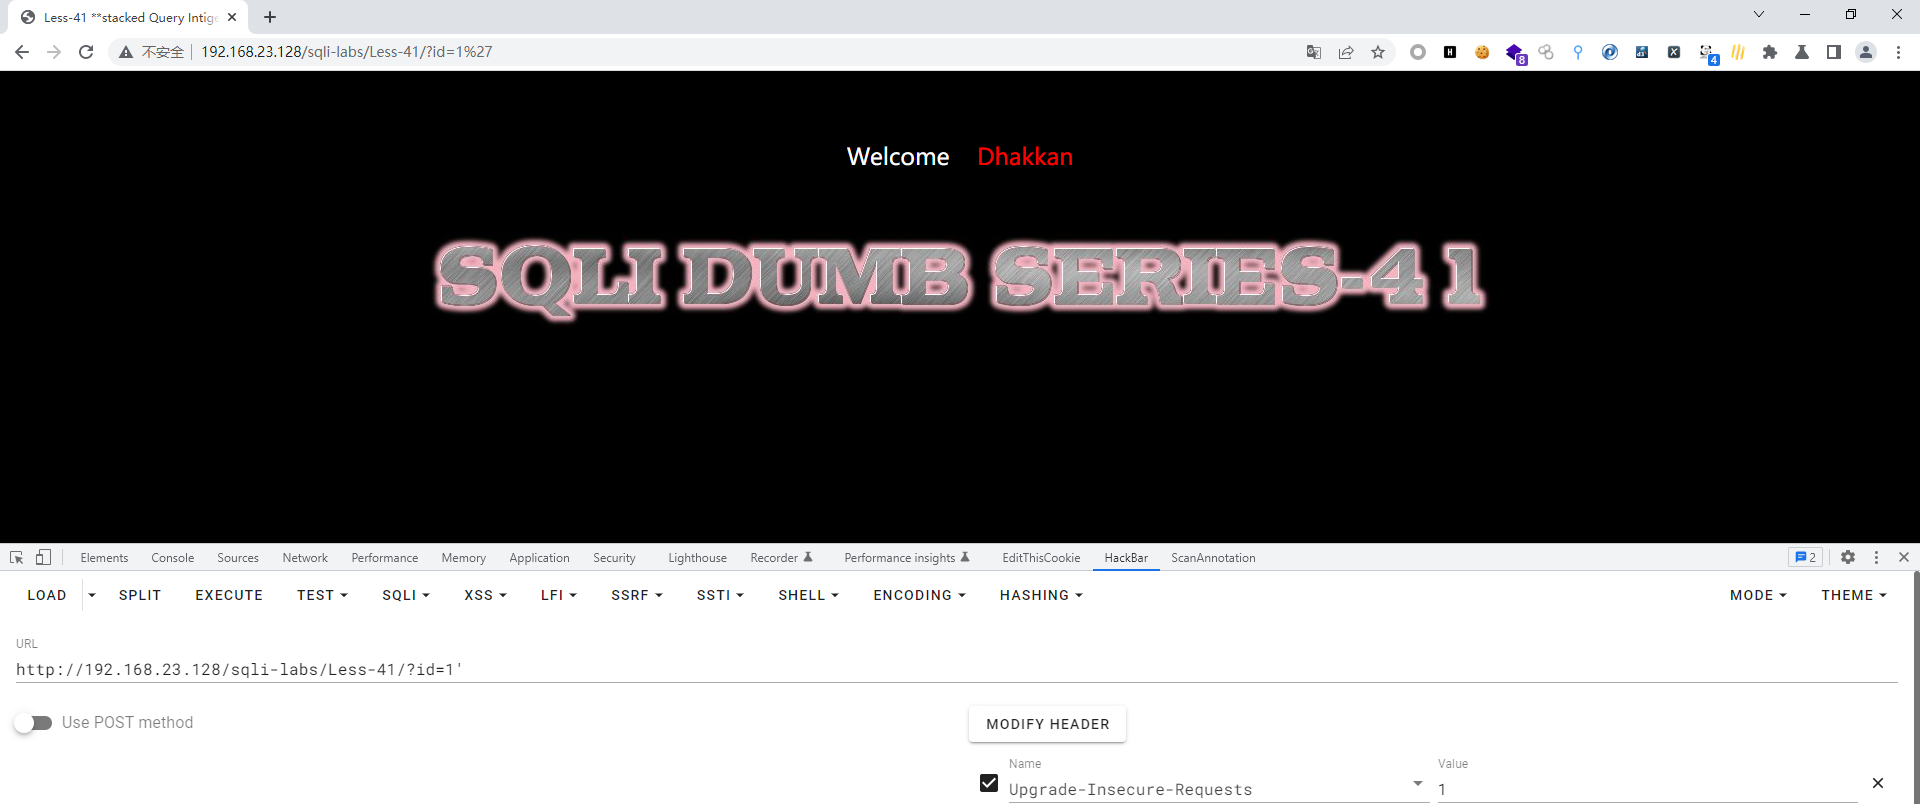 Less-41 **stacked Query Intige
不安全 192.168.23.128/sqli-labs/Less-41/?id=1%27
8
4
Welcome Dhakkan
SQLI DUMB SERIES-41
Elements Console Sources Network Performance Memory Application Security Lighthouse Recorder Performance insights EditThisCookie HackBar ScanAnnotation 2
LOAD SPLIT EXECUTE TEST SQLI XSS LFI SSRF SSTI SHELL ENCODING HASHING MODE THEME
URL
http://192.168.23.128/sqli-labs/Less-41/?id=1'
Use POST method
MODIFY HEADER
Name Value
Upgrade-Insecure-Requests 1